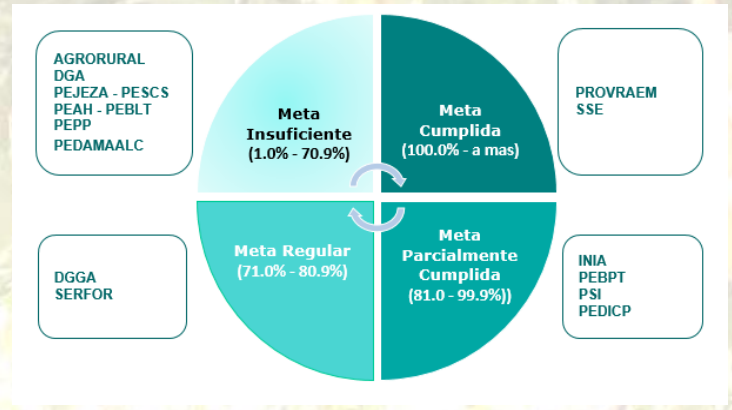 AGRORURAL
DGA
PEJEZA - PESCS
PEAH - PEBLT
PEPP
PEDAMAALC
Meta
Insuficiente
(1.0% - 70.9%)
Meta
Cumplida
(100.0% - a mas)
PROVRAEM
SSE
DGGA
SERFOR
Meta Regular
(71.0% - 80.9%)
Meta
Parcialmente
Cumplida
(81.0 - 99.9%))
INIA
PEBPT
PSI
PEDICP